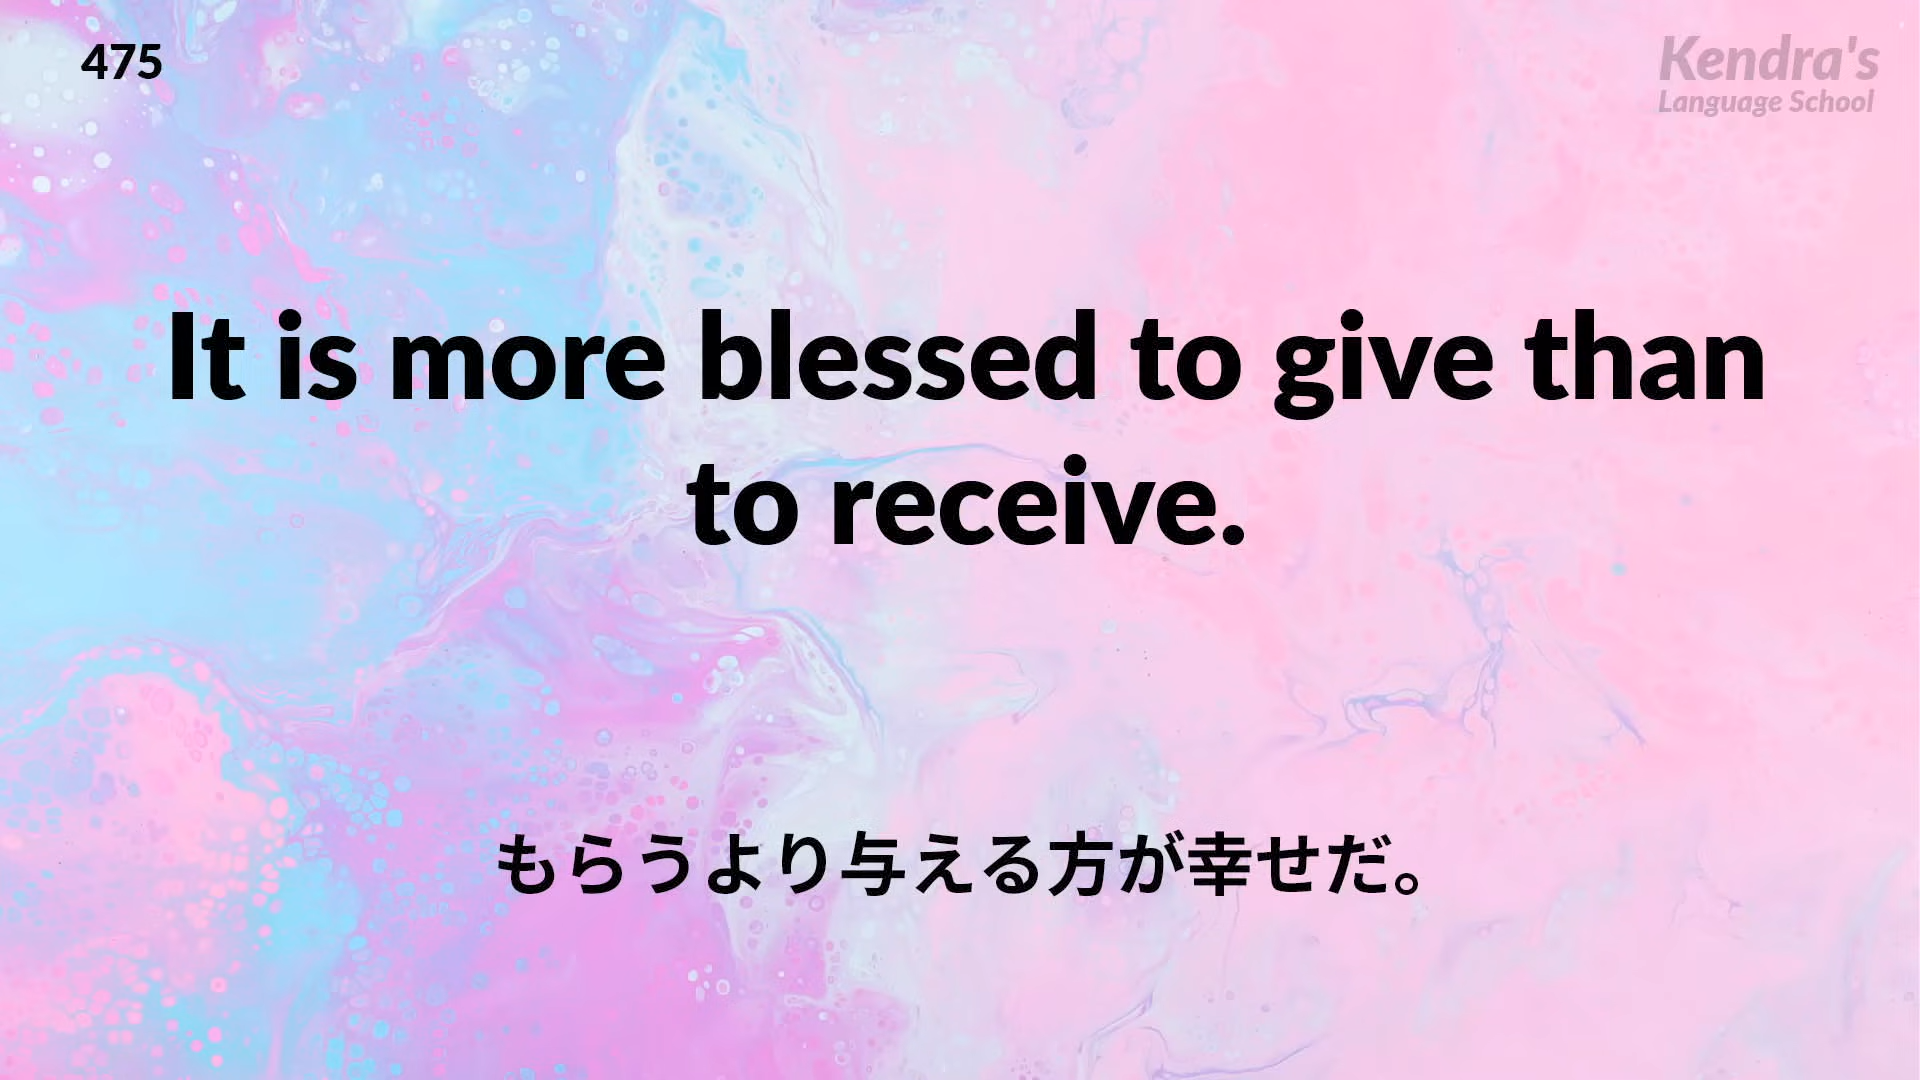 475
Kendra's
Language School
It is more blessed to give than
to receive.
もらうより与える方が幸せだ。